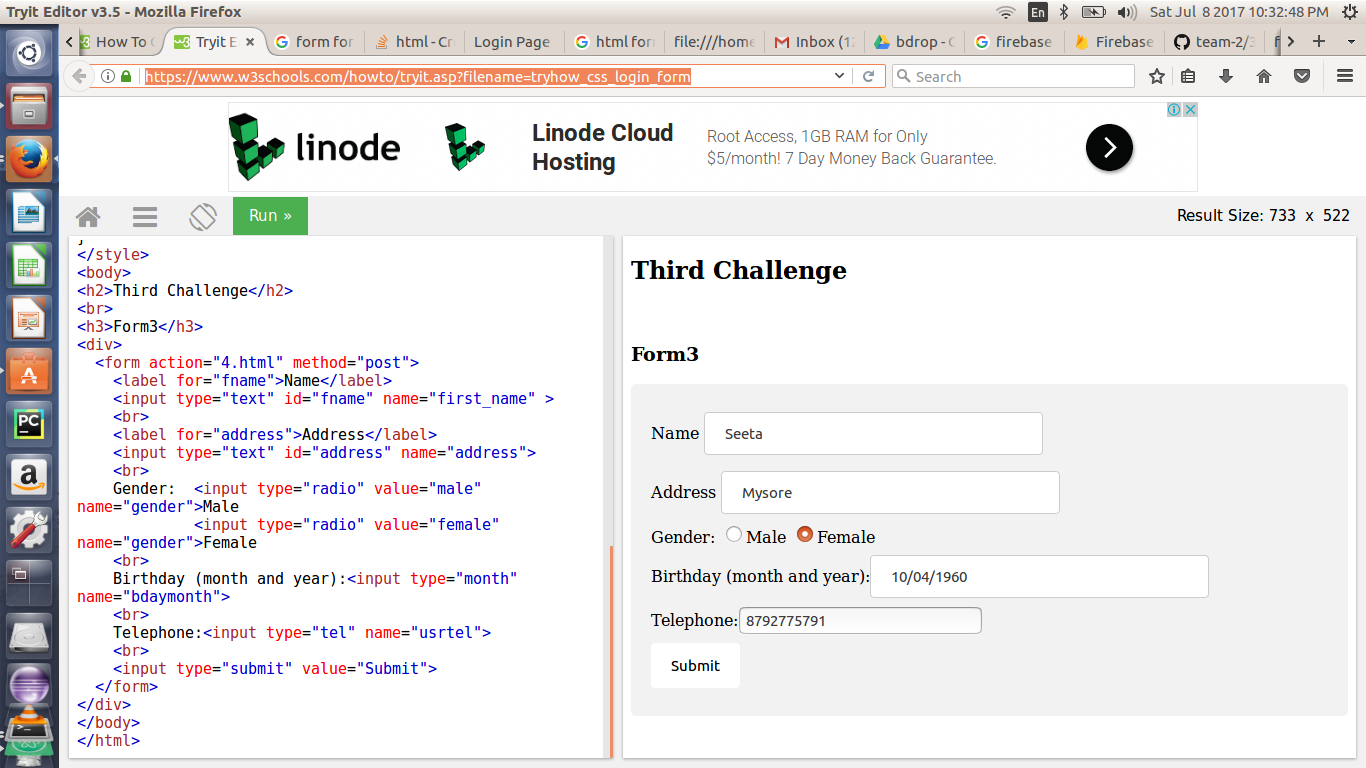 Tryit Editor v3.5 - Mozilla Firefox
En
Sat Jul 8 2017 10:32:48 PM
How To C
Tryit E
form for
html - Cr
Login Page
html for
file:///home
Inbox (12
bdrop - C
firebase
Firebase
team-2/3
https://www.w3schools.com/howto/tryit.asp?filename=tryhow_css_login_form
Search
linode
Linode Cloud
Hosting
Root Access, 1GB RAM for Only
$5/month! 7 Day Money Back Guarantee.
Run »
Result Size: 733 x 522
}
</style>
<body>
<h2>Third Challenge</h2>
<br>
<h3>Form3</h3>
<div>
<form action="4.html" method="post">
<label for="fname">Name</label>
<input type="text" id="fname" name="first_name" >
<br>
<label for="address">Address</label>
<input type="text" id="address" name="address">
<br>
Gender: <input type="radio" value="male"
name="gender">Male
<input type="radio" value="female"
name="gender">Female
<br>
Birthday (month and year):<input type="month"
name="bdaymonth">
<br>
Telephone:<input type="tel" name="usrtel">
<br>
<input type="submit" value="Submit">
</form>
</div>
</body>
</html>
Third Challenge
Form3
Name Seeta
Address Mysore
Gender: Male Female
Birthday (month and year): 10/04/1960
Telephone: 8792775791
Submit
PC
a